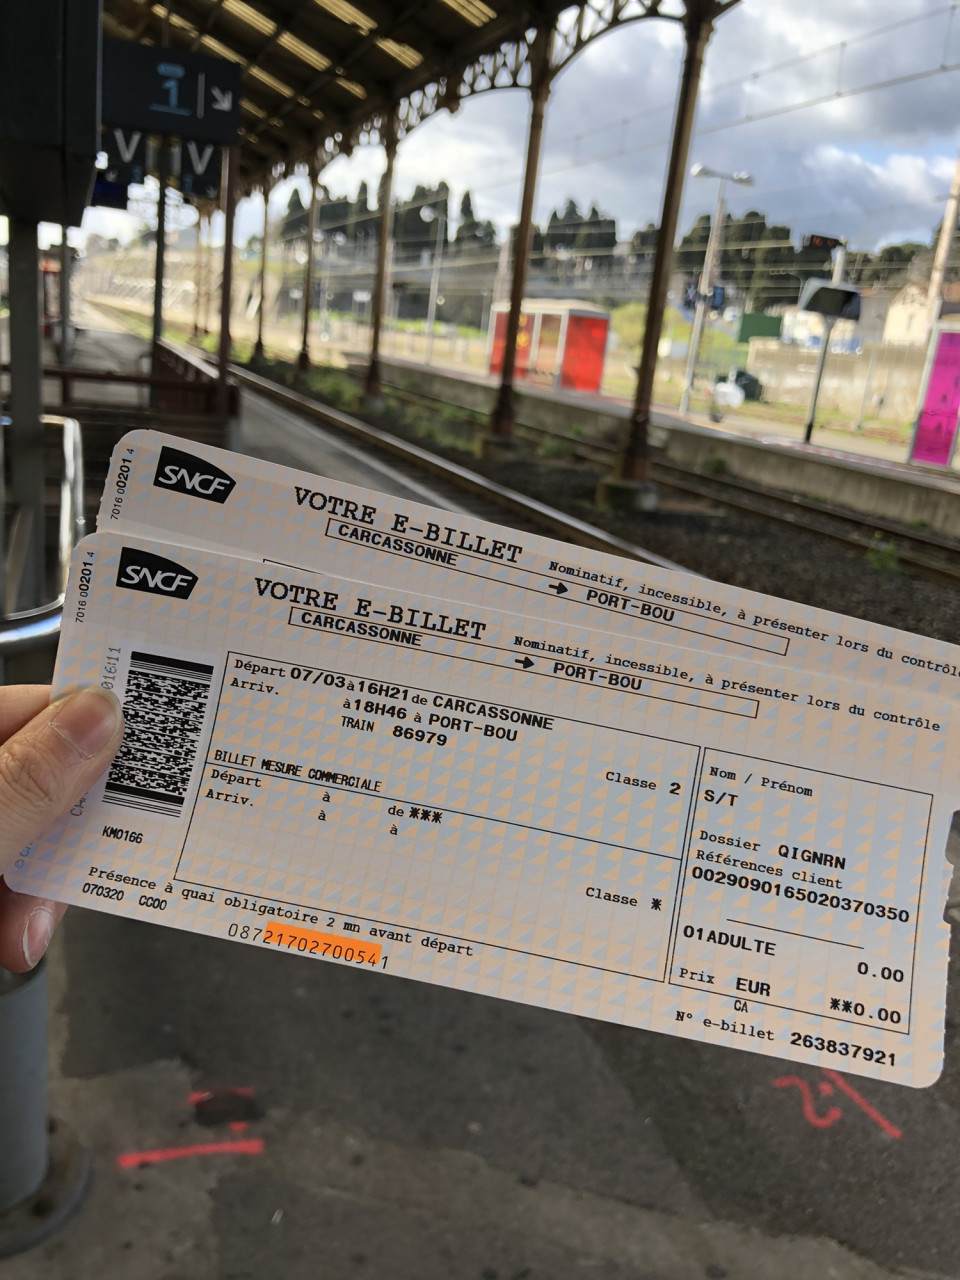 1
V V
7016 00201 4
SNCF
VOTRE E-BILLET
CARCASSONNE → PORT-BOU
Nominatif, incessible, à présenter lors du contrôle
7016 00201 4
SNCF
VOTRE E-BILLET
CARCASSONNE → PORT-BOU
Nominatif, incessible, à présenter lors du contrôle
016:11
Départ 07/03 à 16H21 de CARCASSONNE
Arriv. à 18H46 à PORT-BOU
TRAIN 86979
BILLET MESURE COMMERCIALE
Classe 2
Départ à de ***
Arriv. à à
Classe *
Nom / Prénom
S/T
Dossier QIGNRN
Références client
0029090165020370350
01ADULTE
0.00
Prix EUR **0.00
CA
N° e-billet 263837921
KM0166
Présence à quai obligatoire 2 mn avant départ
070320 CC00
08721702700541